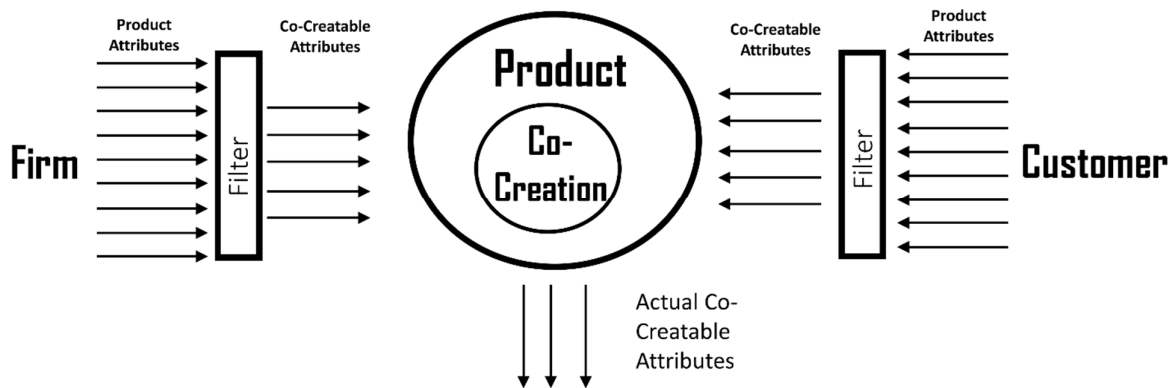 Product
Attributes
Co-Creatable
Attributes
Product
Co-
Creation
Co-Creatable
Attributes
Product
Attributes
Firm
Filter
Filter
Customer
Actual Co-
Creatable
Attributes